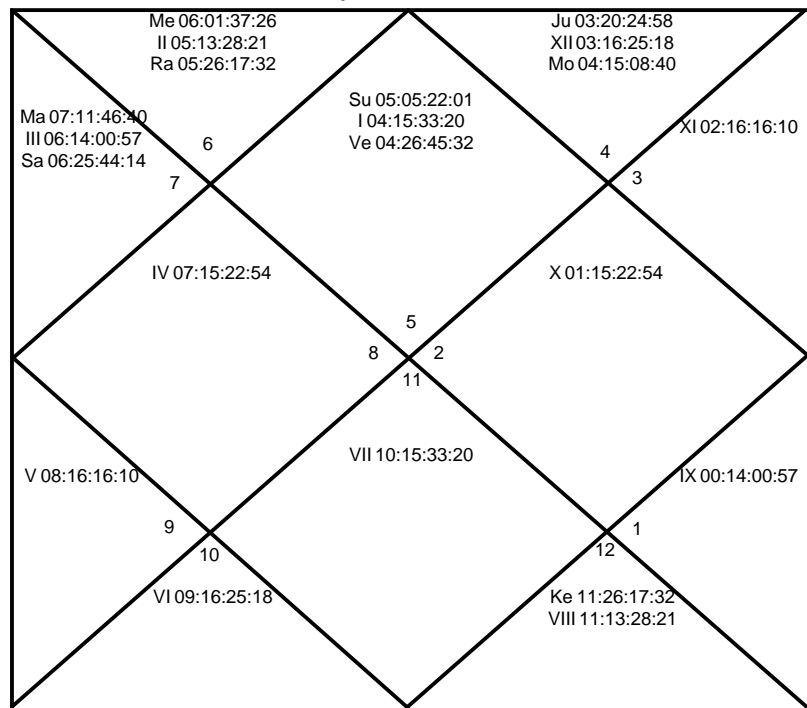 Me 06:01:37:26
II 05:13:28:21
Ra 05:26:17:32
Ju 03:20:24:58
XII 03:16:25:18
Mo 04:15:08:40
Su 05:05:22:01
I 04:15:33:20
Ve 04:26:45:32
Ma 07:11:46:40
III 06:14:00:57
Sa 06:25:44:14
XI 02:16:16:10
6
4
7
3
IV 07:15:22:54
X 01:15:22:54
5
8
2
11
VII 10:15:33:20
V 08:16:16:10
IX 00:14:00:57
9
1
10
12
VI 09:16:25:18
Ke 11:26:17:32
VIII 11:13:28:21